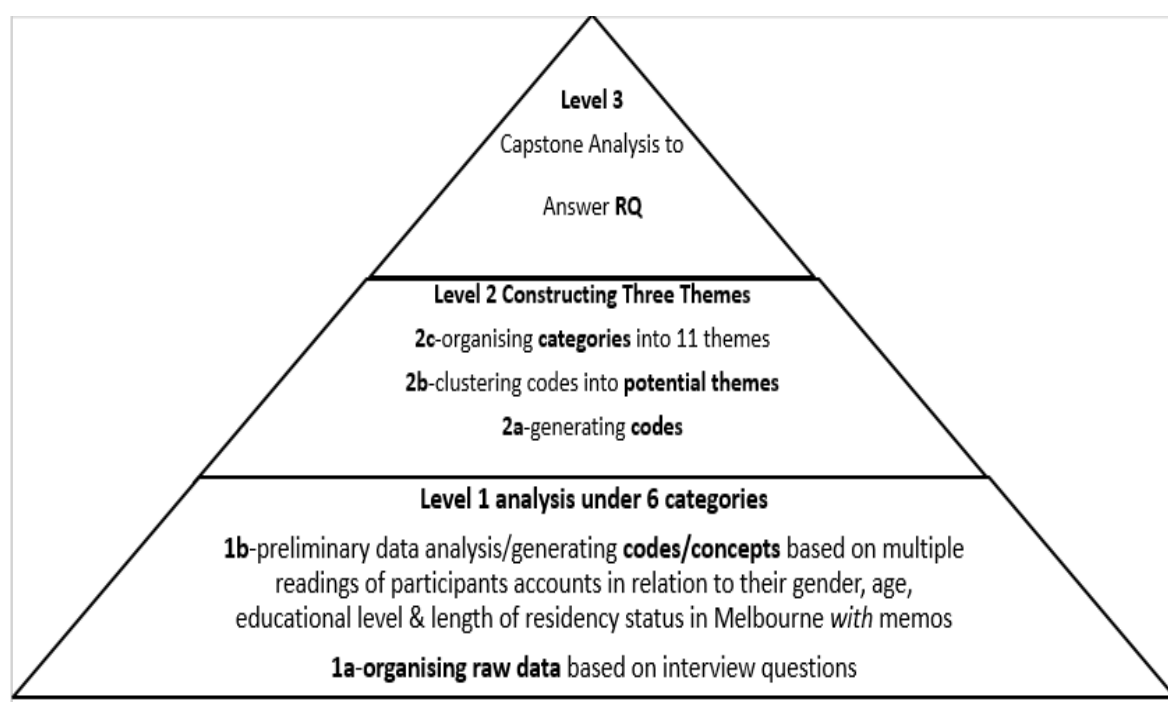 Level 3
Capstone Analysis to
Answer RQ
Level 2 Constructing Three Themes
2c-organising categories into 11 themes
2b-clustering codes into potential themes
2a-generating codes
Level 1 analysis under 6 categories
1b-preliminary data analysis/generating codes/concepts based on multiple
readings of participants accounts in relation to their gender, age,
educational level & length of residency status in Melbourne with memos
1a-organising raw data based on interview questions